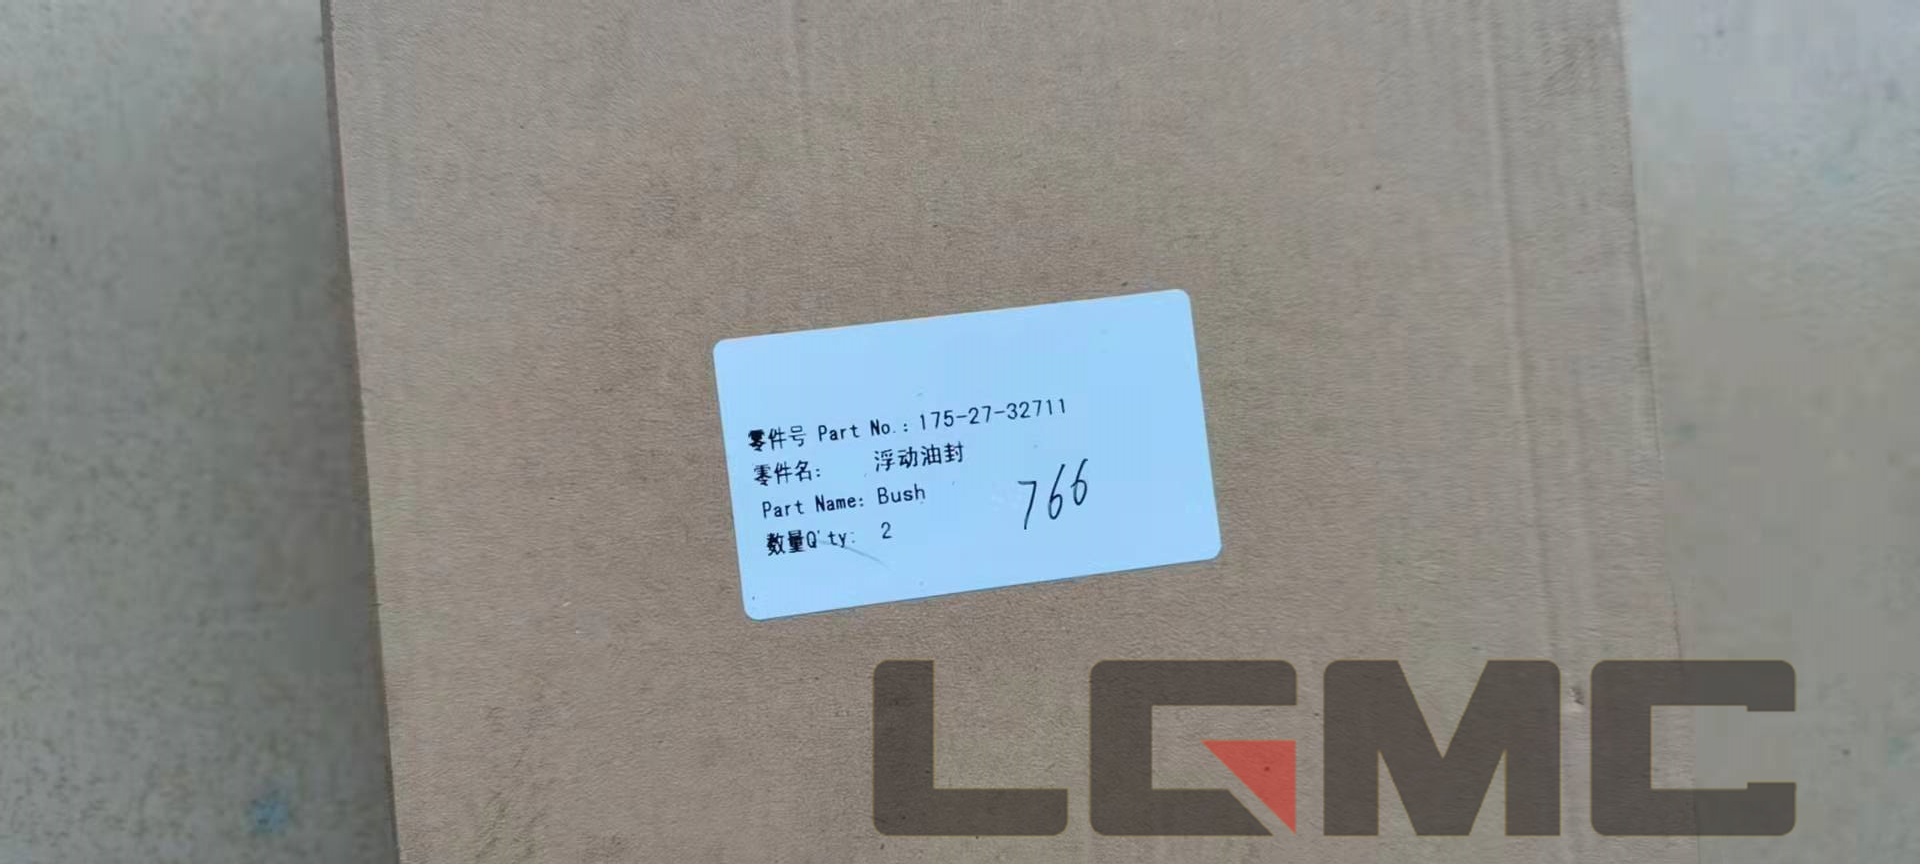 零件号 Part No.: 175-27-32711
零件名: 浮动油封
Part Name: Bush
数量Q'ty: 2
766
LGMC